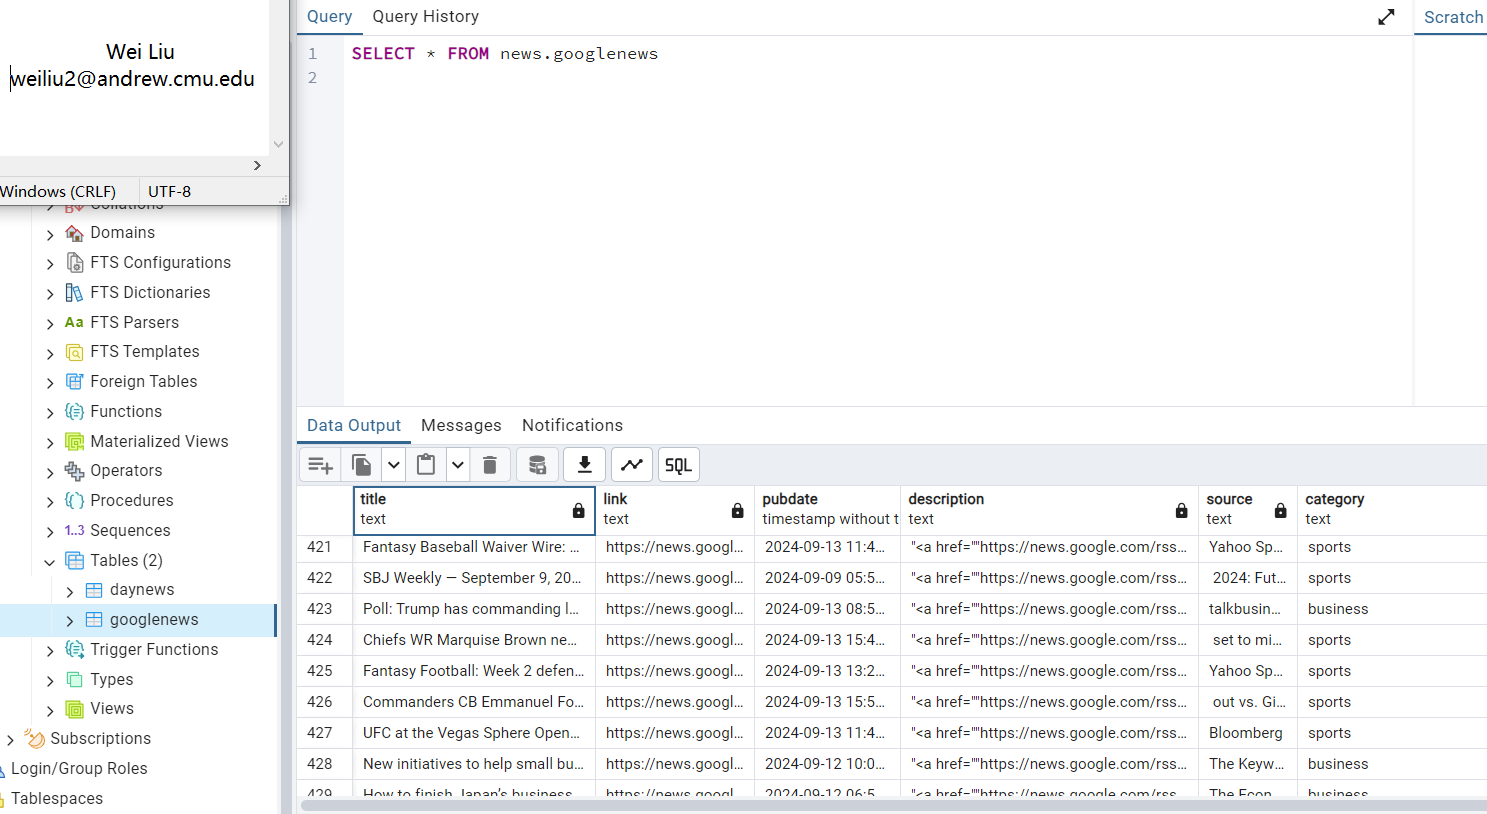 Wei Liu
weiliu2@andrew.cmu.edu
Windows (CRLF) UTF-8
Collations
Domains
FTS Configurations
FTS Dictionaries
Aa FTS Parsers
FTS Templates
Foreign Tables
Functions
Materialized Views
Operators
Procedures
1..3 Sequences
Tables (2)
daynews
googlenews
Trigger Functions
Types
Views
Subscriptions
Login/Group Roles
Tablespaces
Query Query History
Scratch
1 SELECT * FROM news.googlenews
2
Data Output Messages Notifications
SQL
title link pubdate description source category
text text timestamp without t text text text
421 Fantasy Baseball Waiver Wire: ... https://news.googl... 2024-09-13 11:4... "<a href=""https://news.google.com/rss... Yahoo Sp... sports
422 SBJ Weekly — September 9, 20... https://news.googl... 2024-09-09 05:5... "<a href=""https://news.google.com/rss... 2024: Fut... sports
423 Poll: Trump has commanding l... https://news.googl... 2024-09-13 08:5... "<a href=""https://news.google.com/rss... talkbusin... business
424 Chiefs WR Marquise Brown ne... https://news.googl... 2024-09-13 15:4... "<a href=""https://news.google.com/rss... set to mi... sports
425 Fantasy Football: Week 2 defen... https://news.googl... 2024-09-13 13:2... "<a href=""https://news.google.com/rss... Yahoo Sp... sports
426 Commanders CB Emmanuel Fo... https://news.googl... 2024-09-13 15:5... "<a href=""https://news.google.com/rss... out vs. Gi... sports
427 UFC at the Vegas Sphere Open... https://news.googl... 2024-09-13 11:4... "<a href=""https://news.google.com/rss... Bloomberg sports
428 New initiatives to help small bu... https://news.googl... 2024-09-12 10:0... "<a href=""https://news.google.com/rss... The Keyw... business
429 How to finish Japan's business... https://news.googl... 2024-09-12 06:5... "<a href=""https://news.google.com/rss... The Econ... business